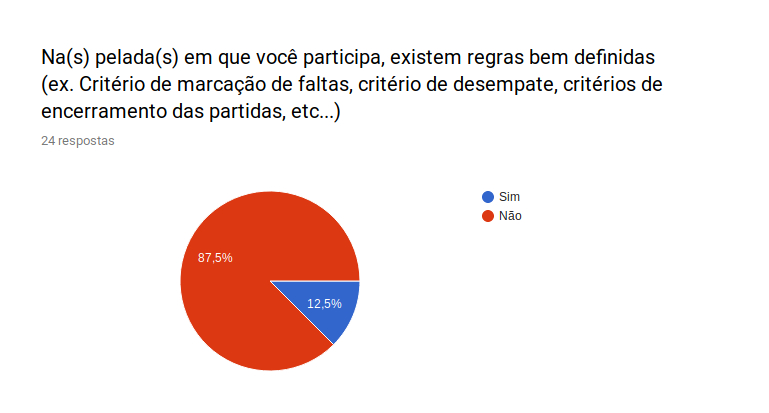 Na(s) pelada(s) em que você participa, existem regras bem definidas
(ex. Critério de marcação de faltas, critério de desempate, critérios de
encerramento das partidas, etc...)
24 respostas
Sim
Não
87,5%
12,5%